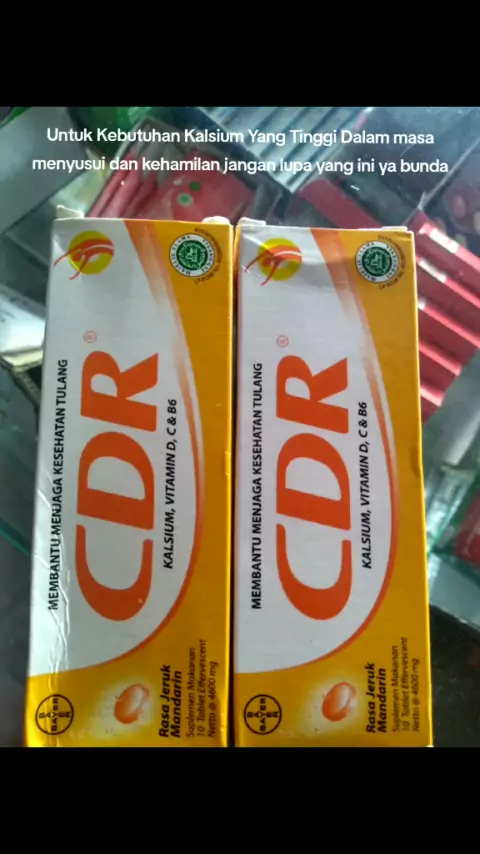 Untuk Kebutuhan Kalsium Yang Tinggi Dalam masa
menyusui dan kehamilan jangan lupa yang ini ya bunda
MEMBANTU MENJAGA KESEHATAN TULANG
CDR®
KALSIUM, VITAMIN D, C & B6
Rasa Jeruk
Mandarin
Suplemen Makanan
10 Tablet Effervescent
Netto @ 4600 mg
BAYER
MEMBANTU MENJAGA KESEHATAN TULANG
CDR®
KALSIUM, VITAMIN D, C & B6
Rasa Jeruk
Mandarin
Suplemen Makanan
10 Tablet Effervescent
Netto @ 4600 mg
BAYER